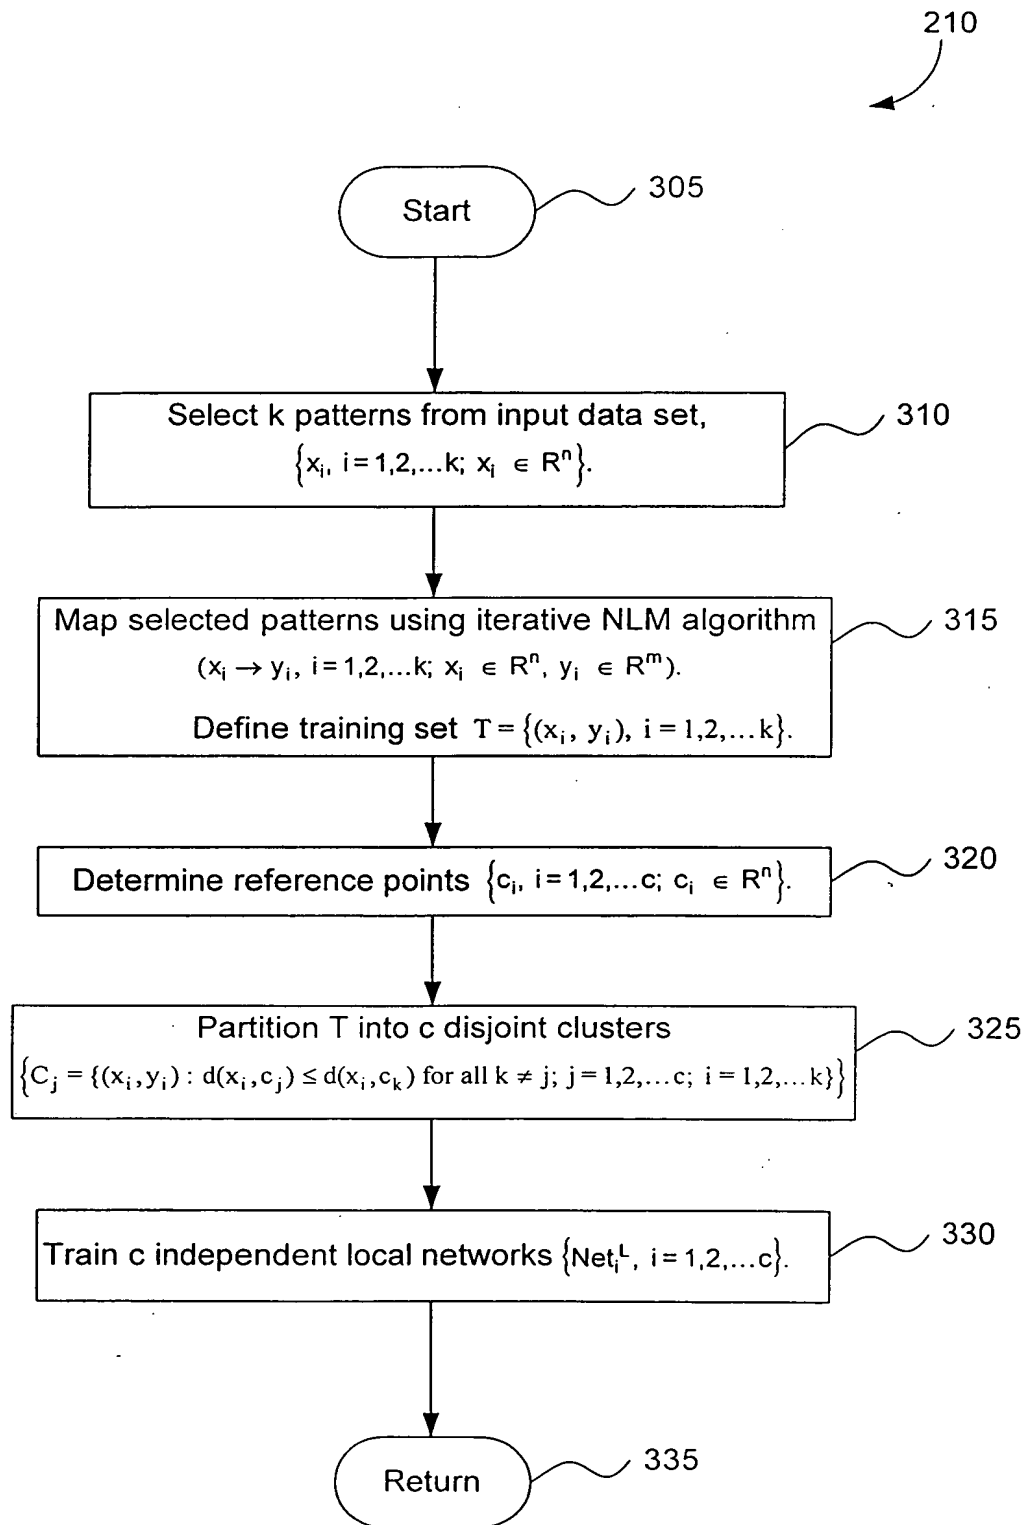 210
Start
305
Select k patterns from input data set,
{xᵢ, i=1,2,...k; xᵢ ∈ Rⁿ}.
310
Map selected patterns using iterative NLM algorithm
(xᵢ → yᵢ, i=1,2,...k; xᵢ ∈ Rⁿ, yᵢ ∈ Rᵐ).
Define training set T = {(xᵢ, yᵢ), i = 1,2,...k}.
315
Determine reference points {cᵢ, i=1,2,...c; cᵢ ∈ Rⁿ}.
320
Partition T into c disjoint clusters
{Cⱼ = {(xᵢ,yᵢ) : d(xᵢ,cⱼ) ≤ d(xᵢ,cₖ) for all k ≠ j; j = 1,2,...c; i = 1,2,...k}}
325
Train c independent local networks {Netᵢᴸ, i=1,2,...c}.
330
Return
335